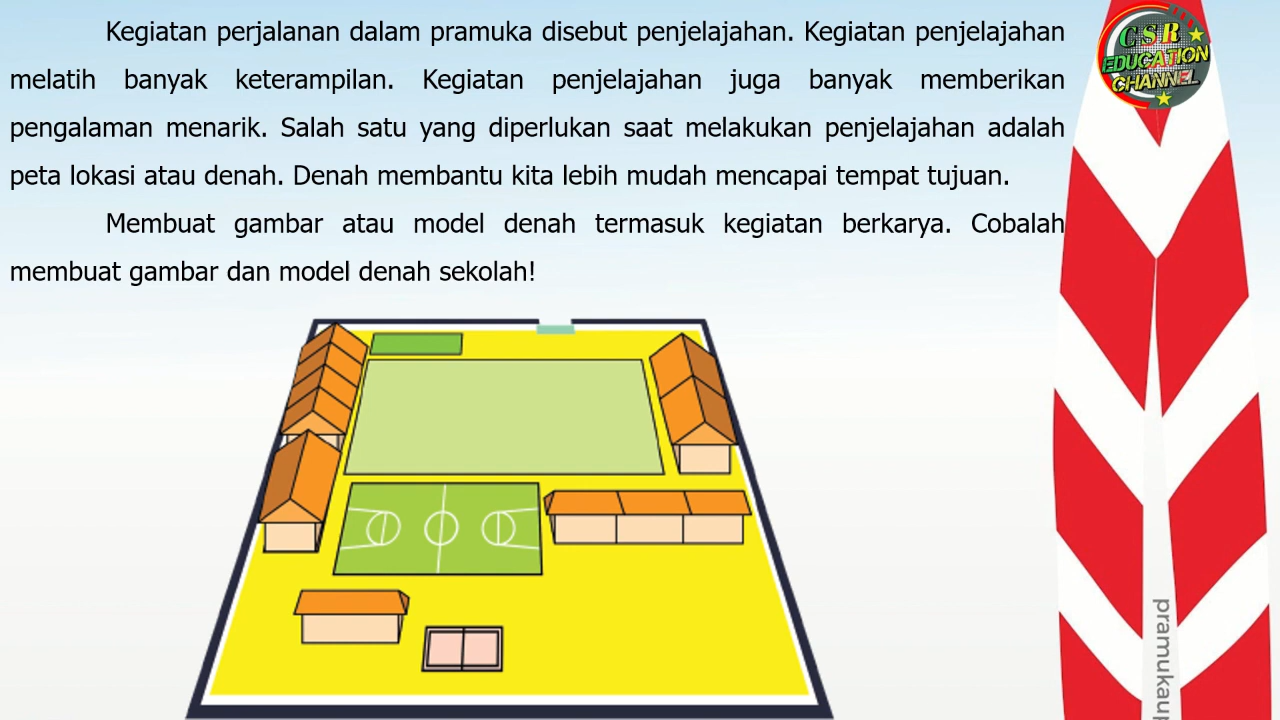 Kegiatan perjalanan dalam pramuka disebut penjelajahan. Kegiatan penjelajahan
melatih banyak keterampilan. Kegiatan penjelajahan juga banyak memberikan
pengalaman menarik. Salah satu yang diperlukan saat melakukan penjelajahan adalah
peta lokasi atau denah. Denah membantu kita lebih mudah mencapai tempat tujuan.
Membuat gambar atau model denah termasuk kegiatan berkarya. Cobalah
membuat gambar dan model denah sekolah!
CSR
EDUCATION
CHANNEL